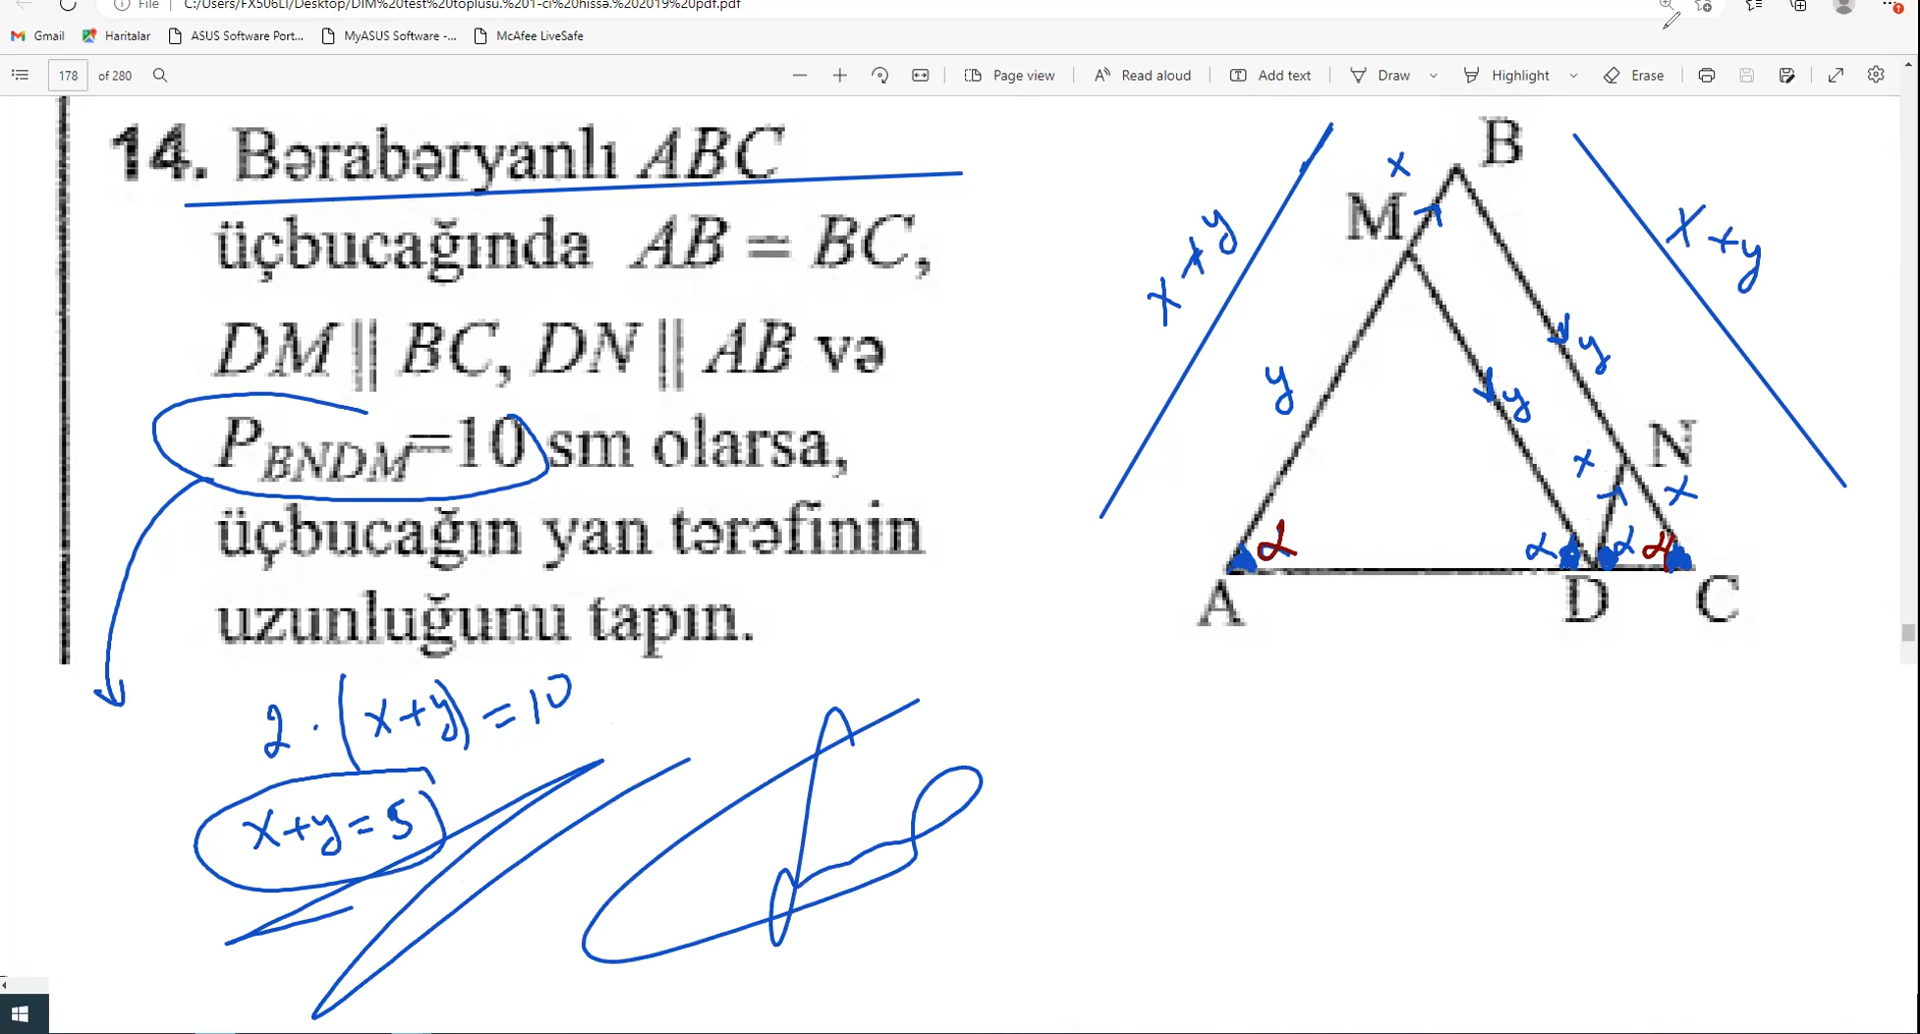 File | C:/Users/FX506LI/Desktop/DIM%20test%20toplusu.%201-ci%20hissə.%202019%20pdf.pdf
Gmail Haritalar ASUS Software Port... MyASUS Software -... McAfee LiveSafe
178 of 280 Page view Read aloud Add text Draw Highlight Erase
14. Bərabəryanlı ABC
üçbucağında AB = BC,
DM || BC, DN || AB və
P_BNDM=10 sm olarsa,
üçbucağın yan tərəfinin
uzunluğunu tapın.
2 · (x+y) = 10
x+y = 5
B
x
M
x+y
x+y
y
y
y
N
x
x
α
α
α
α
A
D
C